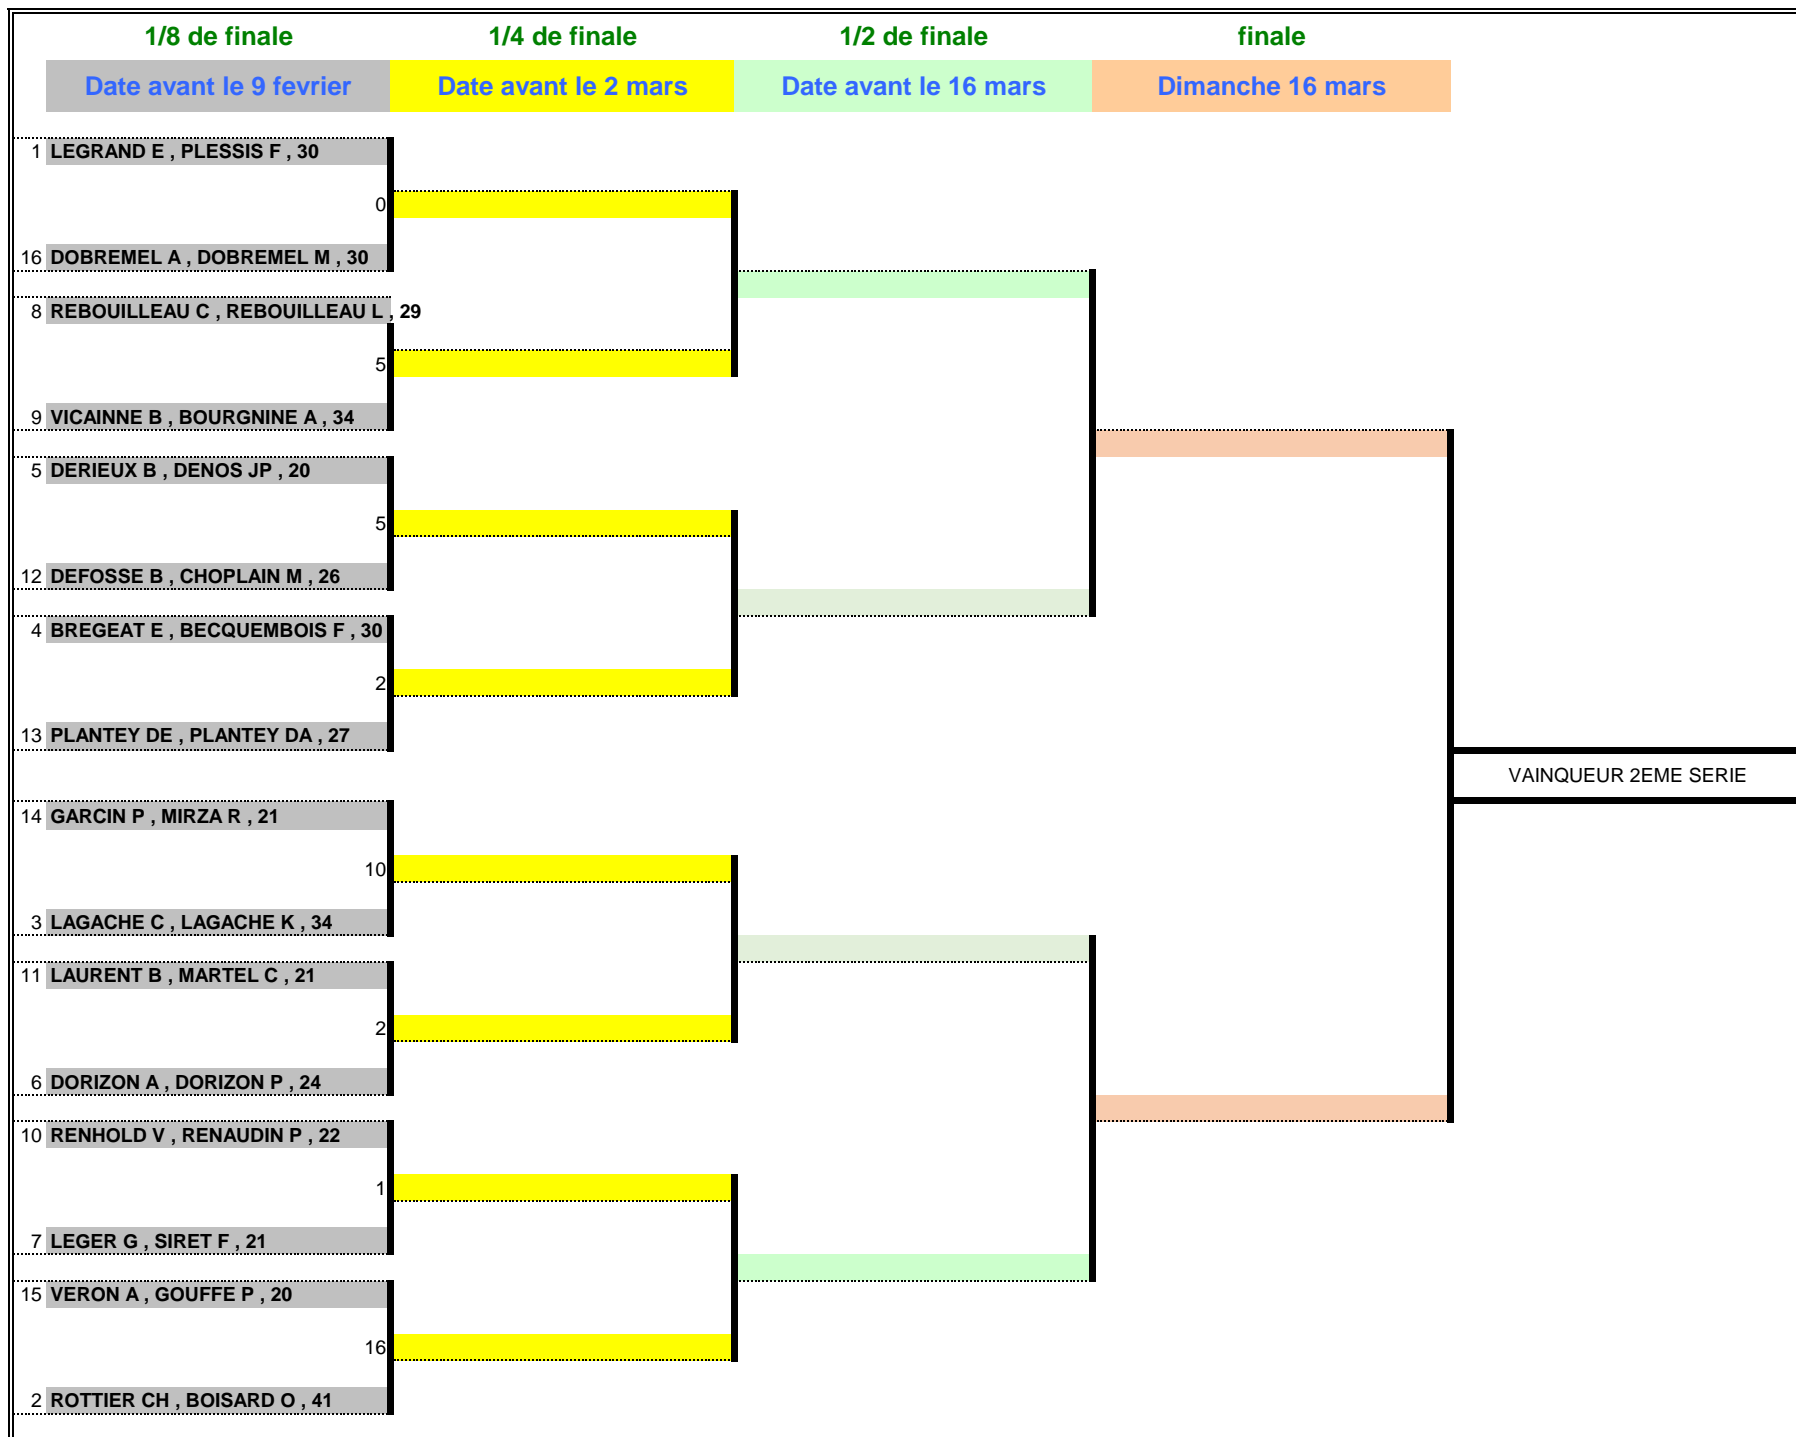 1/8 de finale 1/4 de finale 1/2 de finale finale
Date avant le 9 fevrier Date avant le 2 mars Date avant le 16 mars Dimanche 16 mars
1 LEGRAND E , PLESSIS F , 30
0
16 DOBREMEL A , DOBREMEL M , 30
8 REBOUILLEAU C , REBOUILLEAU L , 29
5
9 VICAINNE B , BOURGNINE A , 34
5 DERIEUX B , DENOS JP , 20
5
12 DEFOSSE B , CHOPLAIN M , 26
4 BREGEAT E , BECQUEMBOIS F , 30
2
13 PLANTEY DE , PLANTEY DA , 27
VAINQUEUR 2EME SERIE
14 GARCIN P , MIRZA R , 21
10
3 LAGACHE C , LAGACHE K , 34
11 LAURENT B , MARTEL C , 21
2
6 DORIZON A , DORIZON P , 24
10 RENHOLD V , RENAUDIN P , 22
1
7 LEGER G , SIRET F , 21
15 VERON A , GOUFFE P , 20
16
2 ROTTIER CH , BOISARD O , 41